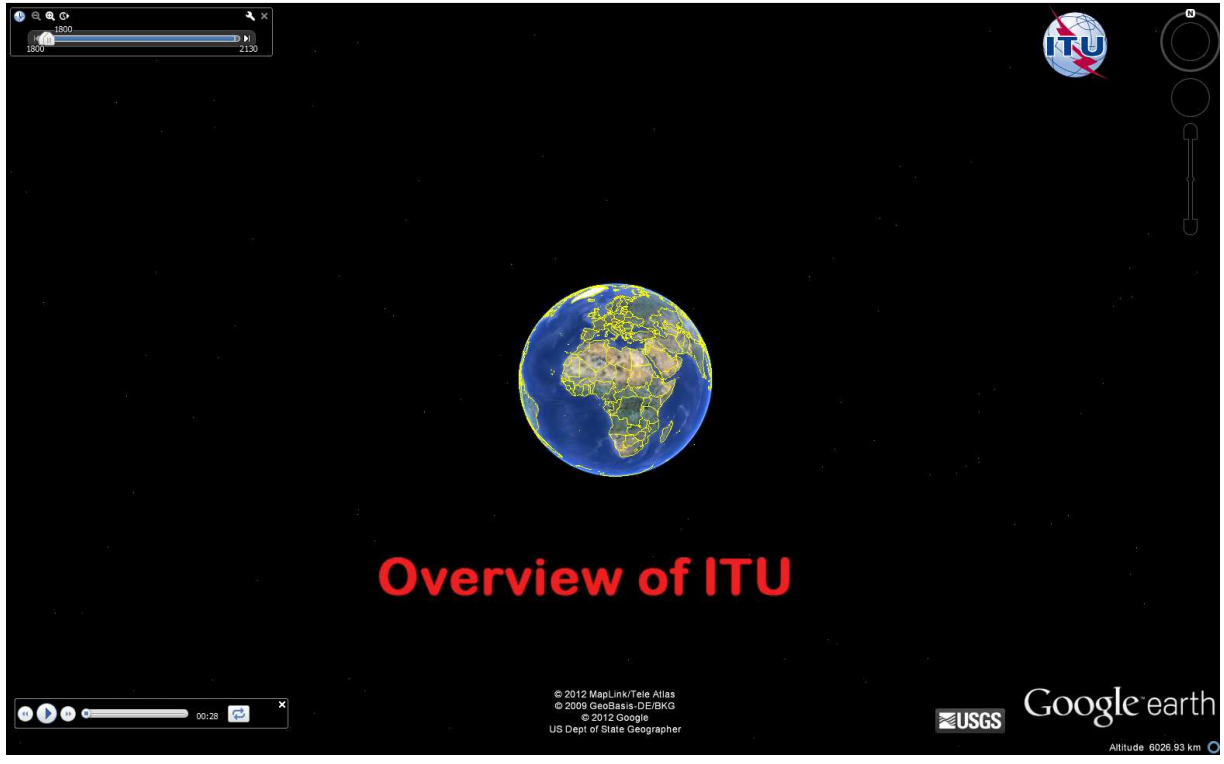 1800
1800
2130
ITU
N
Overview of ITU
00:28
© 2012 MapLink/Tele Atlas
© 2009 GeoBasis-DE/BKG
© 2012 Google
US Dept of State Geographer
USGS
Google earth
Altitude 6026.93 km